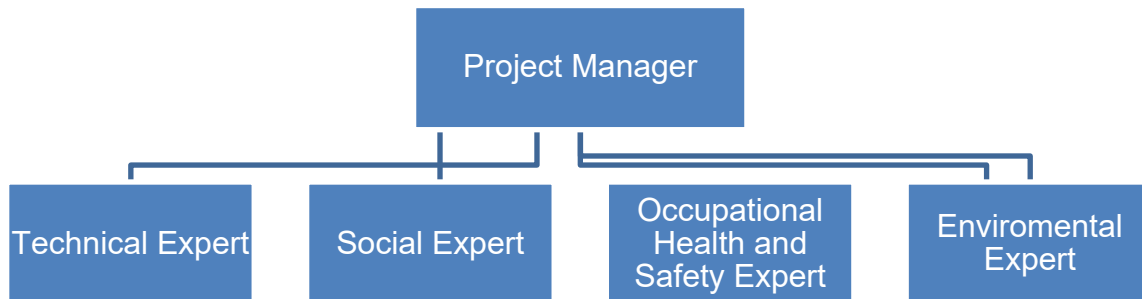 Project Manager
Technical Expert
Social Expert
Occupational
Health and
Safety Expert
Enviromental
Expert